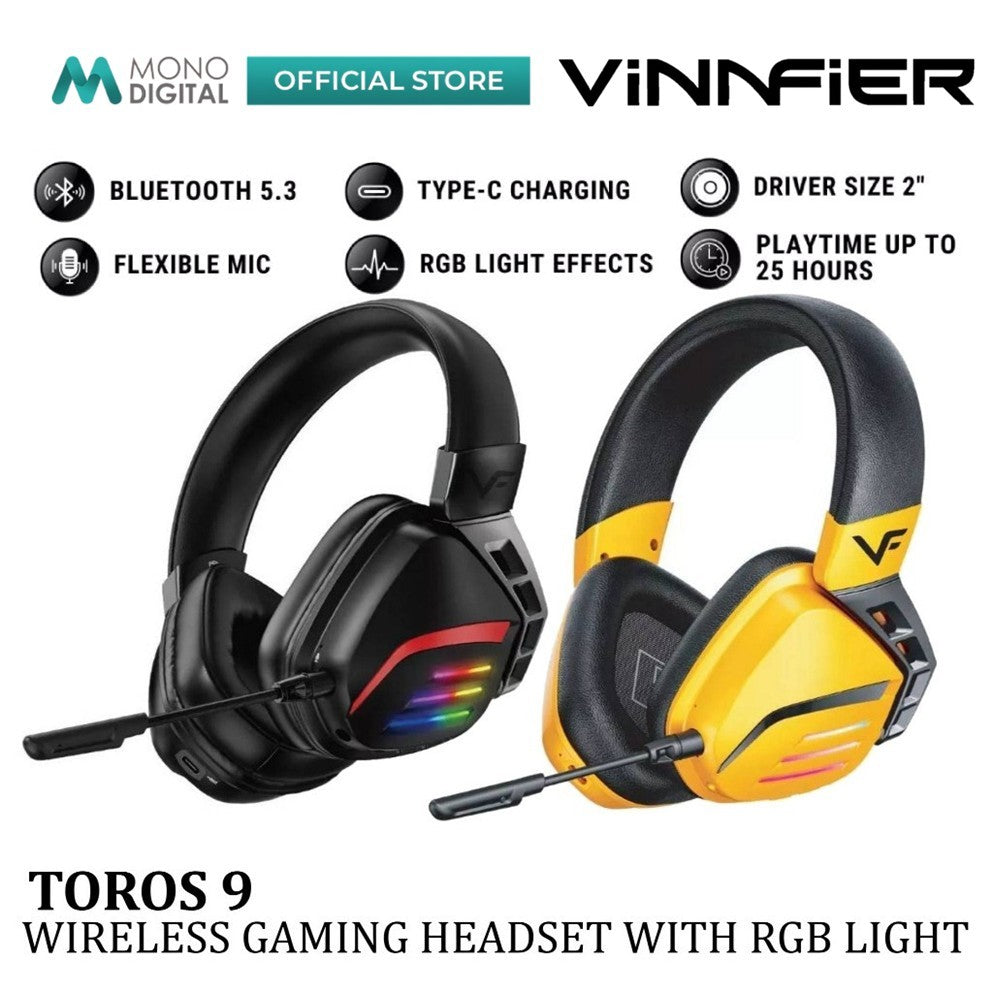 MONO
DIGITAL
OFFICIAL STORE
ViNNFiER
BLUETOOTH 5.3
TYPE-C CHARGING
DRIVER SIZE 2"
FLEXIBLE MIC
RGB LIGHT EFFECTS
PLAYTIME UP TO
25 HOURS
VF
VF
TOROS 9
WIRELESS GAMING HEADSET WITH RGB LIGHT